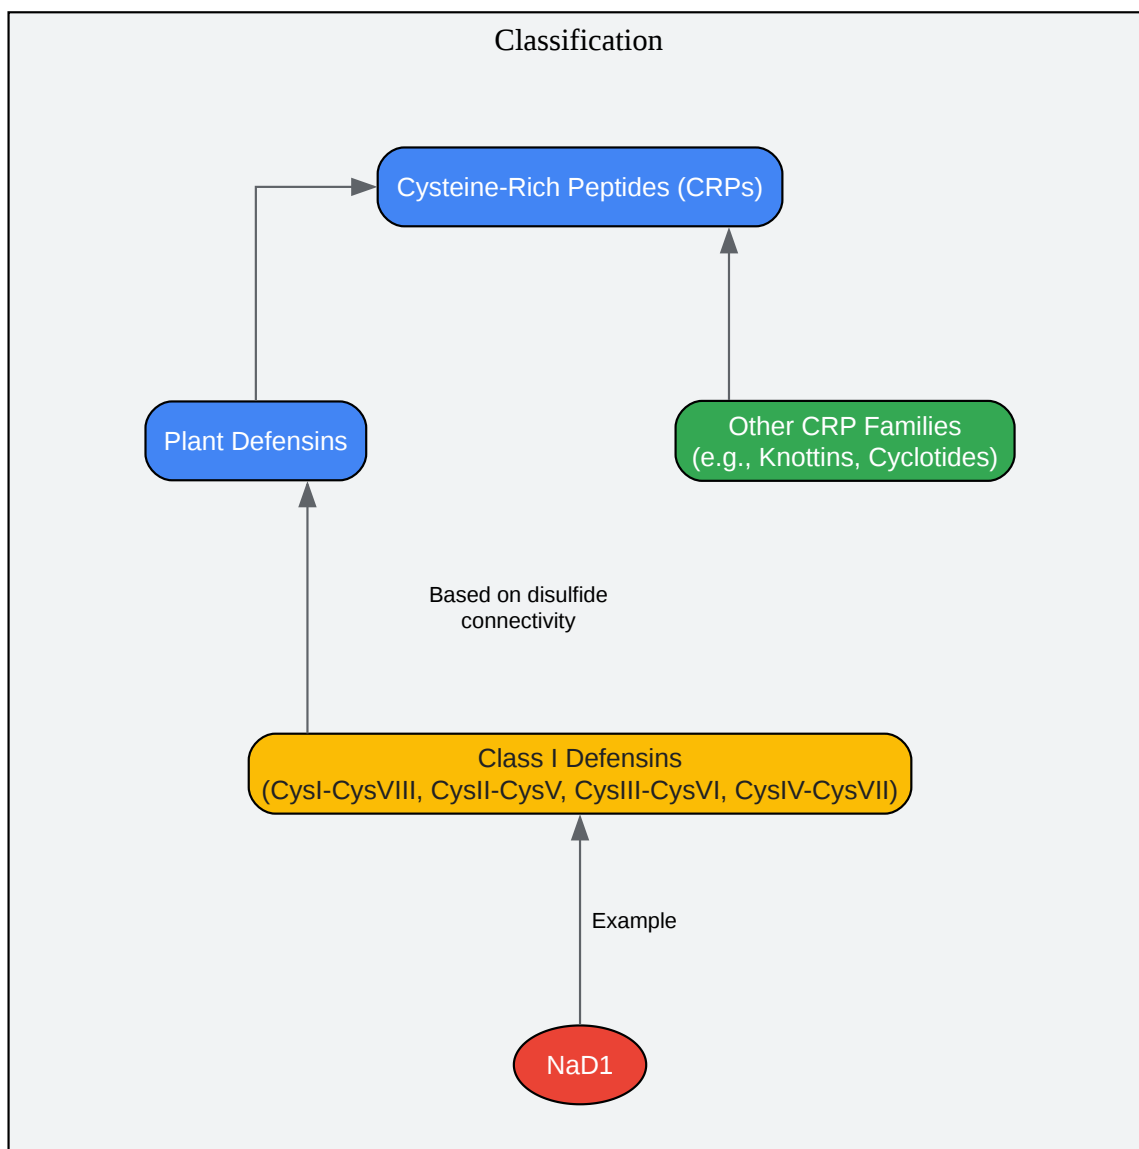 Classification
Cysteine-Rich Peptides (CRPs)
Plant Defensins
Other CRP Families
(e.g., Knottins, Cyclotides)
Based on disulfide
connectivity
Class I Defensins
(CysI-CysVIII, CysII-CysV, CysIII-CysVI, CysIV-CysVII)
Example
NaD1